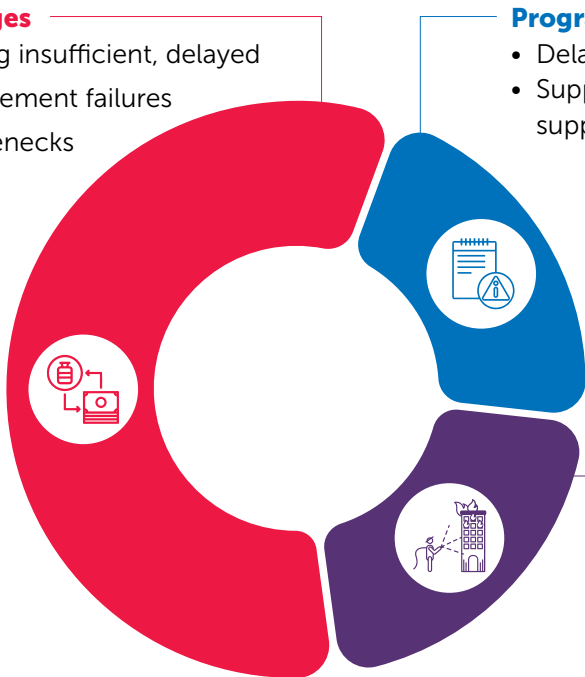 ges
g insufficient, delayed
ement failures
enecks
Progr
• Dela
• Supp
supp